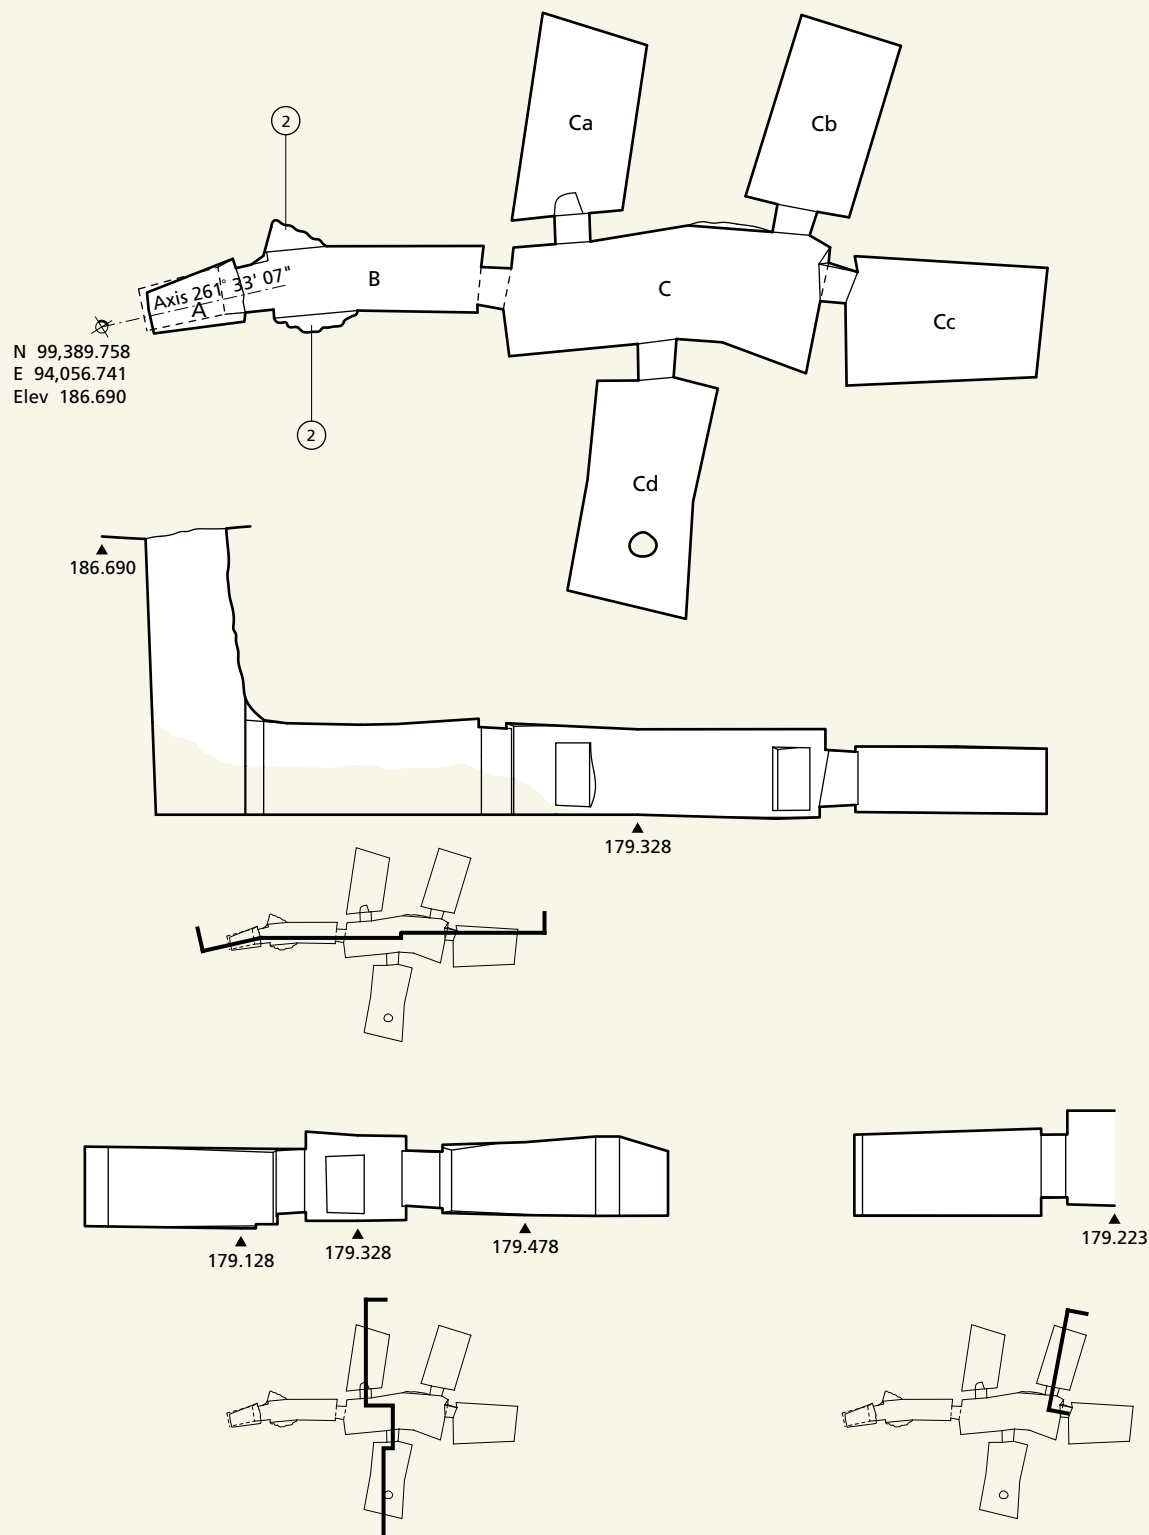 Ca
Cb
2
B
Axis 261° 33' 07"
A
C
Cc
N 99,389.758
E 94,056.741
Elev 186.690
2
Cd
186.690
179.328
179.128
179.328
179.478
179.223